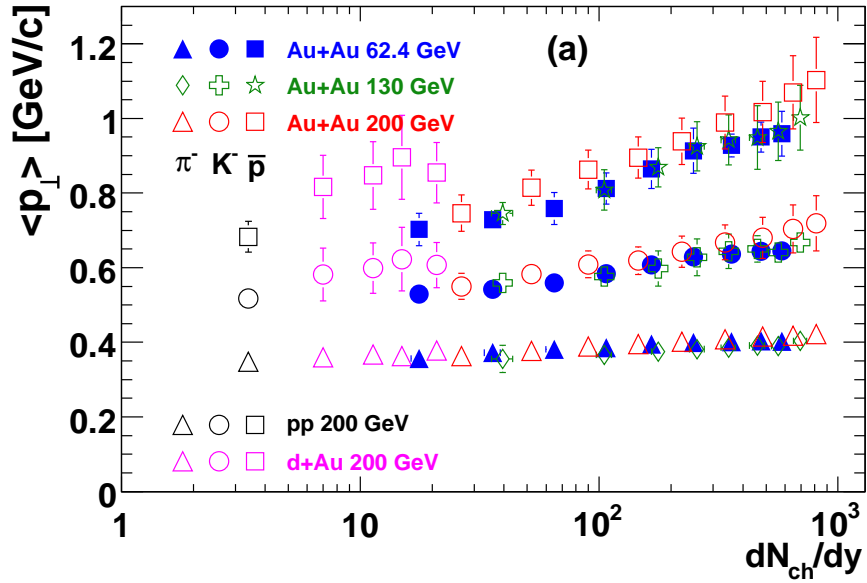 <p⊥> [GeV/c]
1.2
1
0.8
0.6
0.4
0.2
0
(a)
Au+Au 62.4 GeV
Au+Au 130 GeV
Au+Au 200 GeV
π⁻ K⁻ p̅
pp 200 GeV
d+Au 200 GeV
1 10 10² 10³
dN_ch/dy